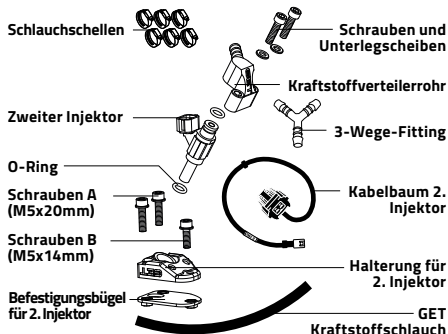 Schlauchschellen
Schrauben und
Unterlegscheiben
Kraftstoffverteilerrohr
Zweiter Injektor
3-Wege-Fitting
O-Ring
Schrauben A
(M5x20mm)
Kabelbaum 2.
Injektor
Schrauben B
(M5x14mm)
Halterung für
2. Injektor
Befestigungsbügel
für 2. Injektor
GET
Kraftstoffschlauch